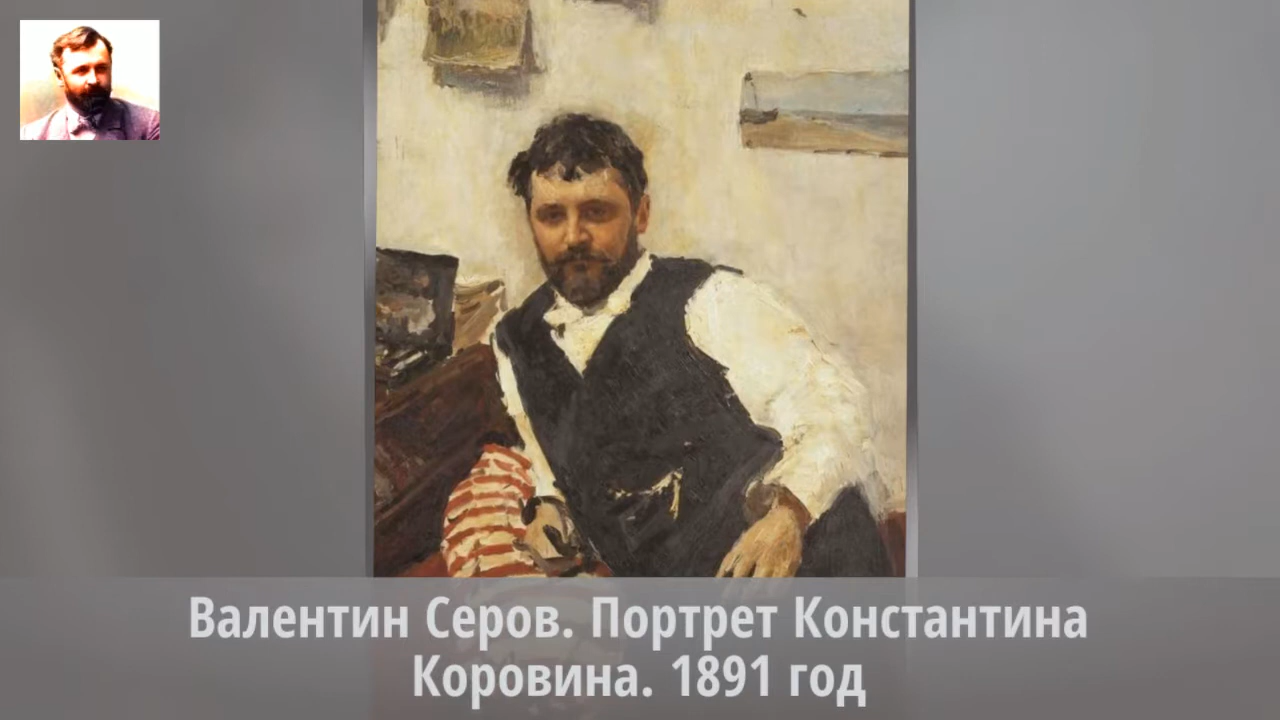 Валентин Серов. Портрет Константина
Коровина. 1891 год